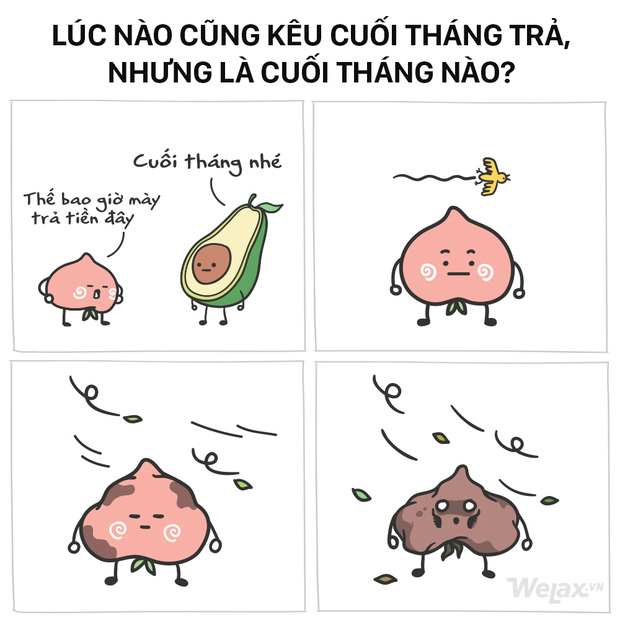 LÚC NÀO CŨNG KÊU CUỐI THÁNG TRẢ,
NHƯNG LÀ CUỐI THÁNG NÀO?
Cuối tháng nhé
Thế bao giờ mày
trả tiền đây
WeLax.VN